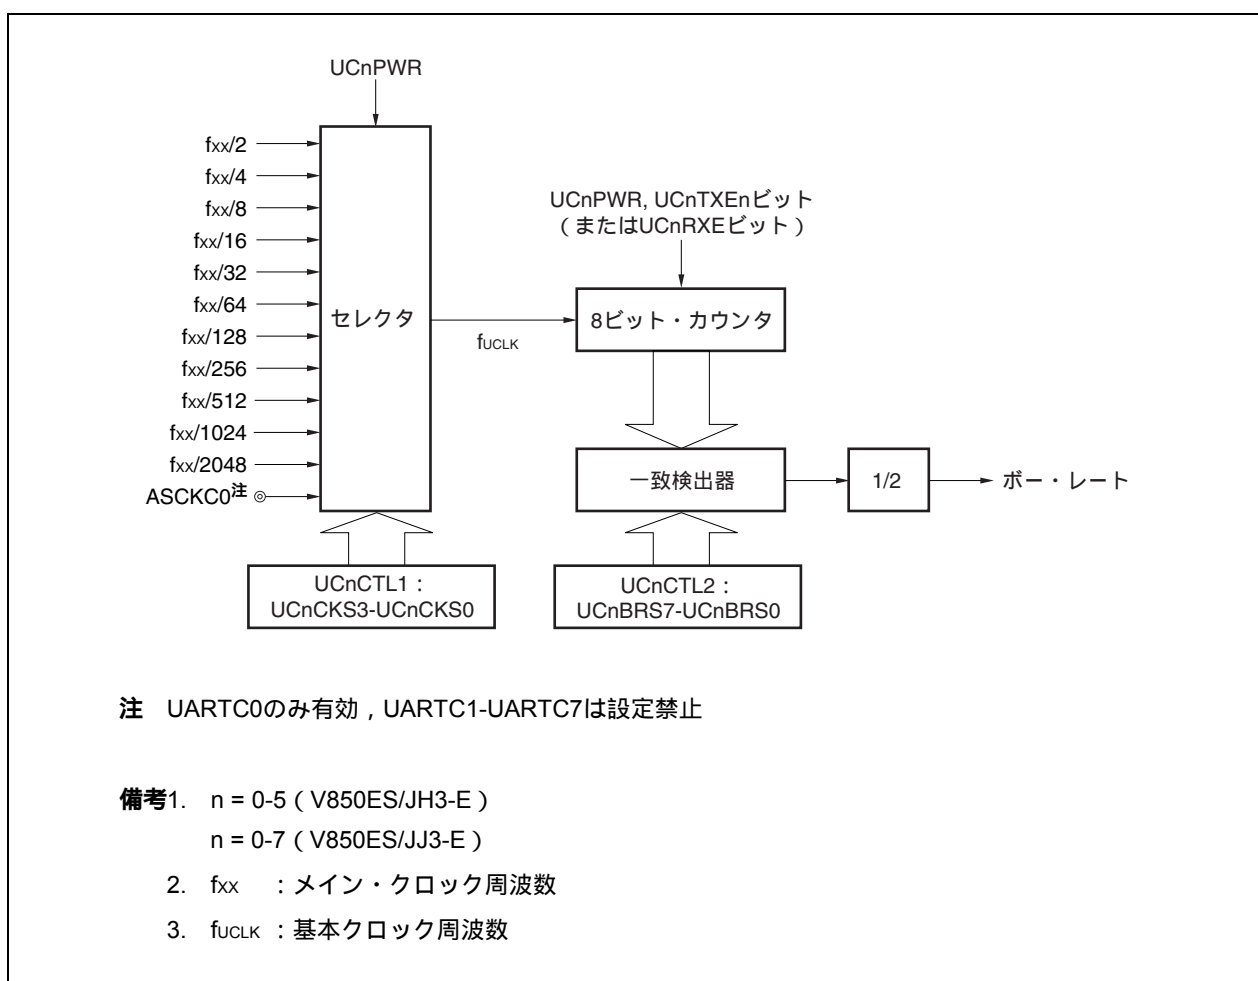 UCnPWR
fxx/2
fxx/4
fxx/8
fxx/16
fxx/32
fxx/64
fxx/128
fxx/256
fxx/512
fxx/1024
fxx/2048
ASCKC0注
セレクタ
fUCLK
UCnPWR, UCnTXEnビット
（またはUCnRXEビット）
8ビット・カウンタ
一致検出器
1/2
ボー・レート
UCnCTL1：
UCnCKS3-UCnCKS0
UCnCTL2：
UCnBRS7-UCnBRS0
注 UARTC0のみ有効，UARTC1-UARTC7は設定禁止
備考1. n = 0-5（V850ES/JH3-E）
n = 0-7（V850ES/JJ3-E）
2. fxx ：メイン・クロック周波数
3. fUCLK ：基本クロック周波数